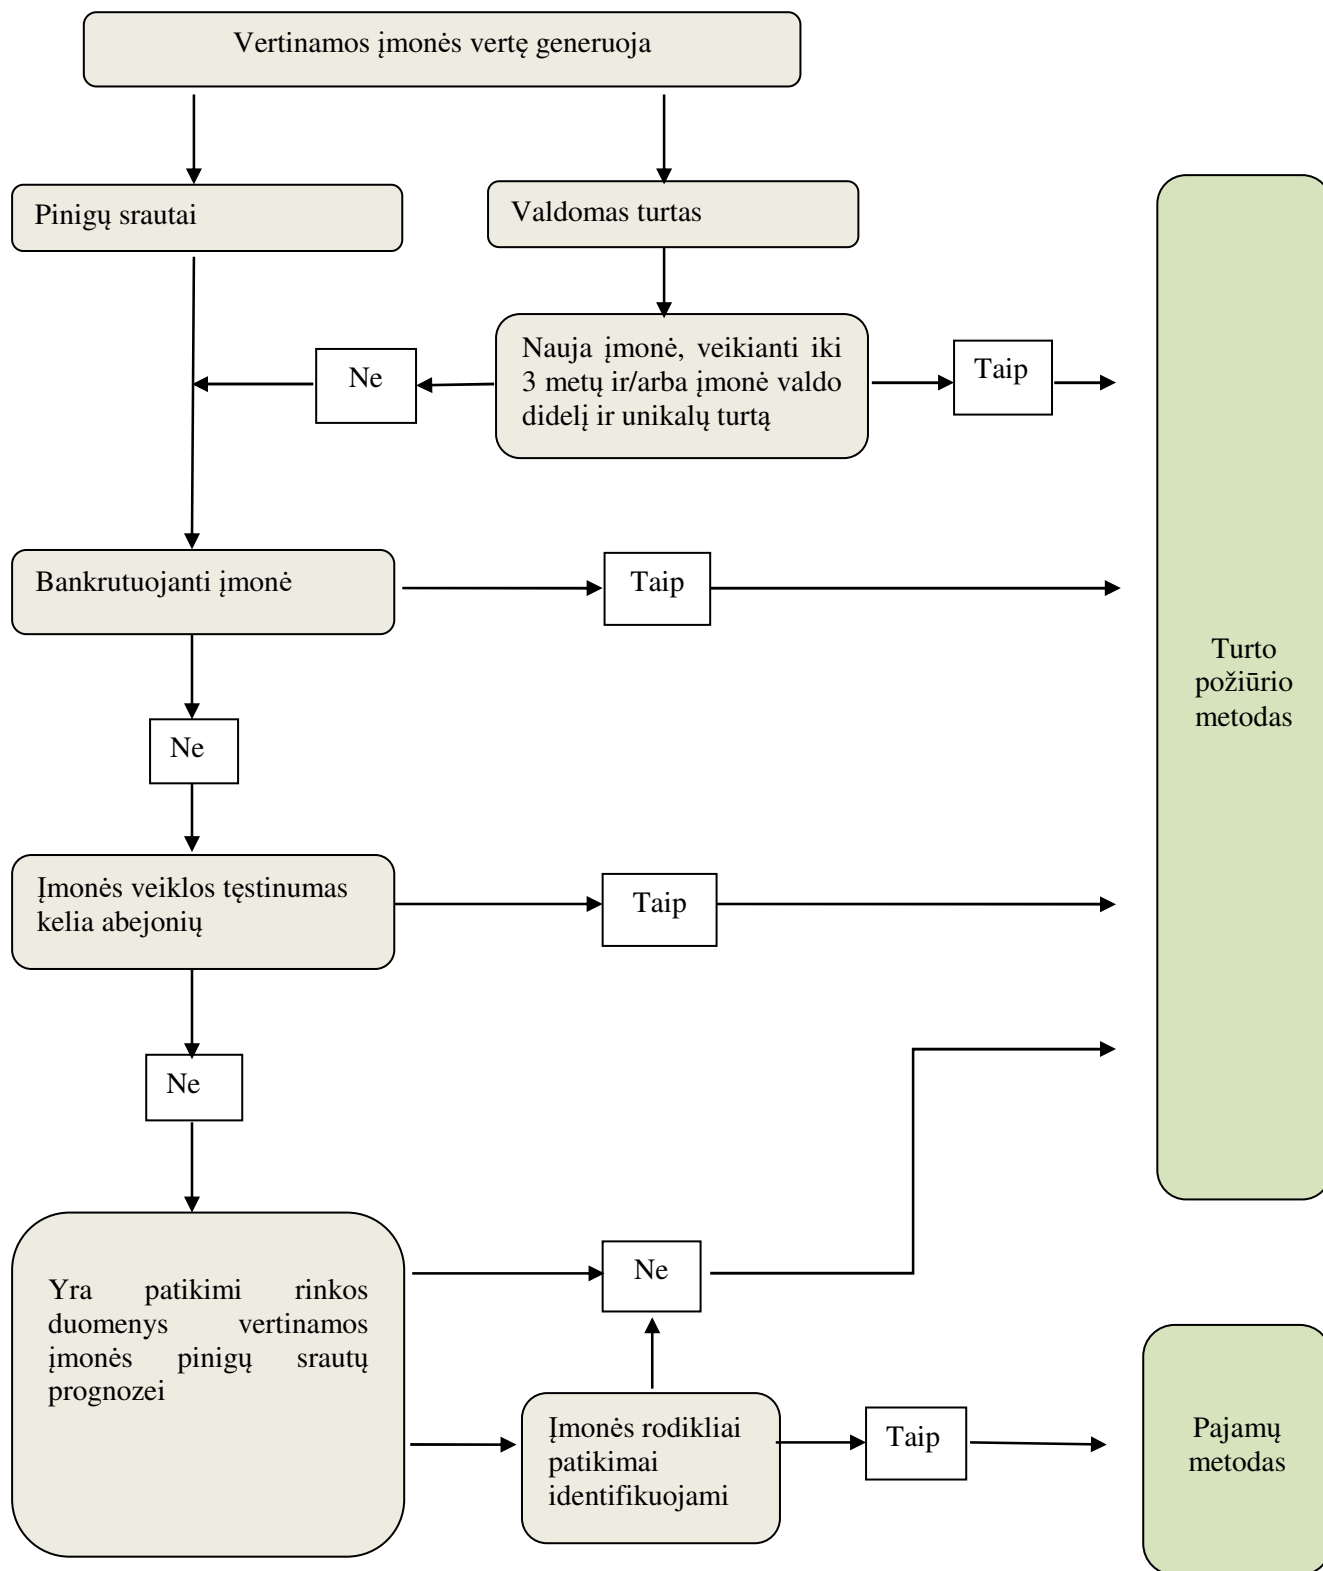 Vertinamos įmonės vertę generuoja
Pinigų srautai
Valdomas turtas
Nauja įmonė, veikianti iki
3 metų ir/arba įmonė valdo
didelį ir unikalų turtą
Ne
Taip
Bankrutuojanti įmonė
Taip
Turto
požiūrio
metodas
Ne
Įmonės veiklos tęstinumas
kelia abejonių
Taip
Ne
Yra patikimi rinkos
duomenys vertinamos
įmonės pinigų srautų
prognozei
Ne
Įmonės rodikliai
patikimai
identifikuojami
Taip
Pajamų
metodas